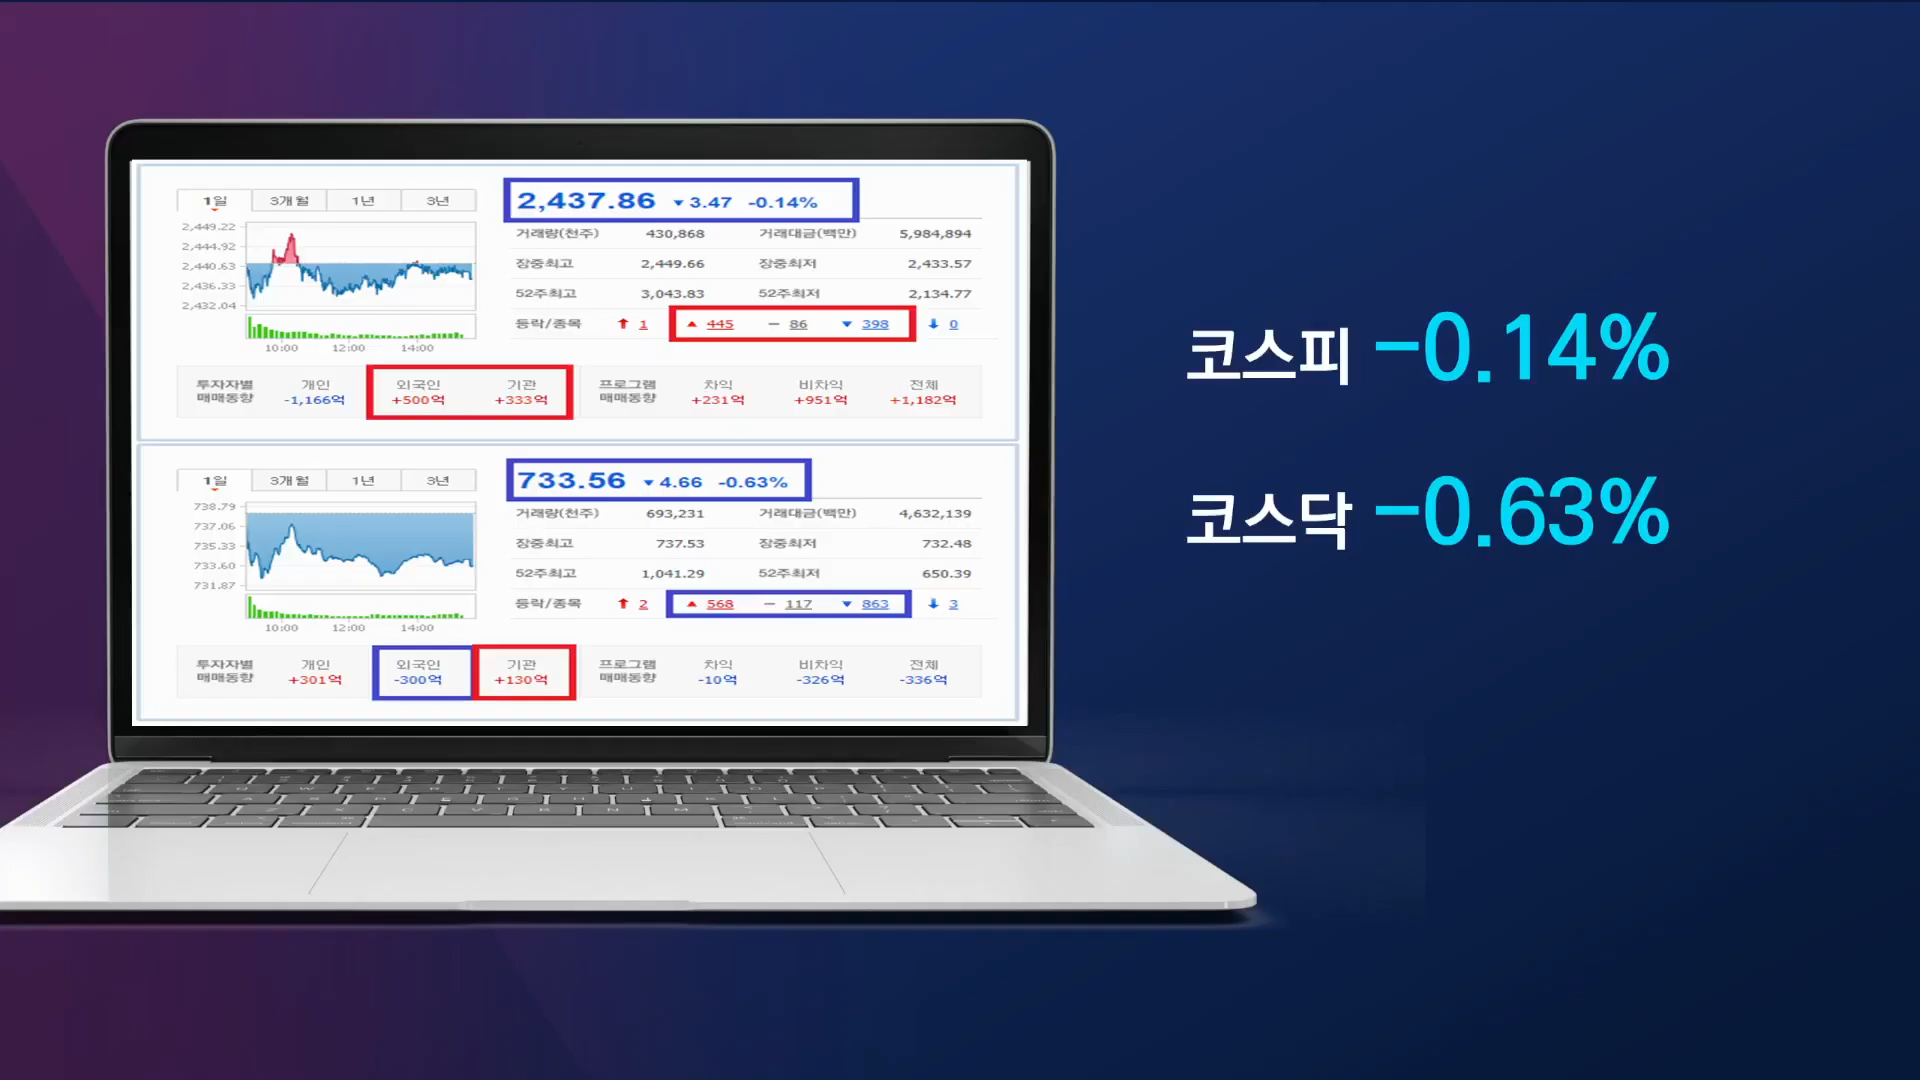 1일 3개월 1년 3년
2,437.86 ▼ 3.47 -0.14%
2,449.22
2,444.92
2,440.63
2,436.33
2,432.04
10:00 12:00 14:00
거래량(천주) 430,868 거래대금(백만) 5,984,894
장중최고 2,449.66 장중최저 2,433.57
52주최고 3,043.83 52주최저 2,134.77
등락/종목 ↑ 1 ▲ 445 − 86 ▼ 398 ↓ 0
투자자별 매매동향 개인 -1,166억 외국인 +500억 기관 +333억 프로그램 매매동향 차익 +231억 비차익 +951억 전체 +1,182억
1일 3개월 1년 3년
733.56 ▼ 4.66 -0.63%
738.79
737.06
735.33
733.60
731.87
10:00 12:00 14:00
거래량(천주) 693,231 거래대금(백만) 4,632,139
장중최고 737.53 장중최저 732.48
52주최고 1,041.29 52주최저 650.39
등락/종목 ↑ 2 ▲ 568 − 117 ▼ 863 ↓ 3
투자자별 매매동향 개인 +301억 외국인 -300억 기관 +130억 프로그램 매매동향 차익 -10억 비차익 -326억 전체 -336억
코스피 -0.14%
코스닥 -0.63%